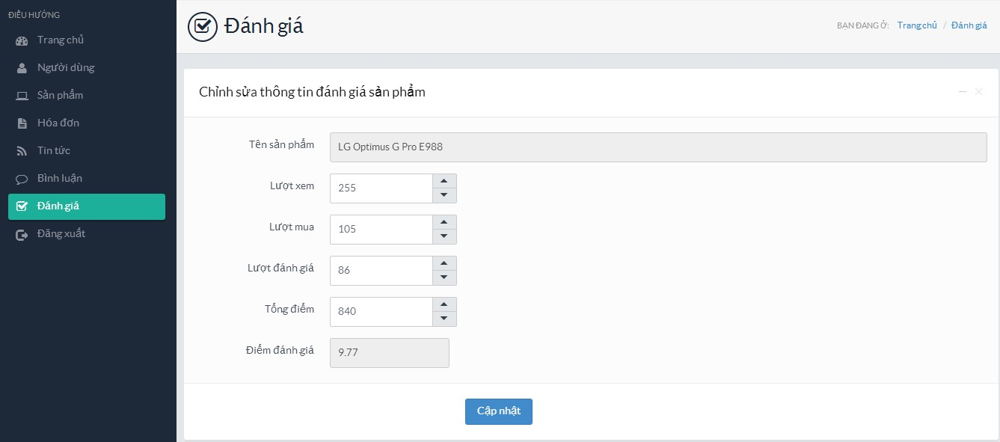 ĐIỀU HƯỚNG
Trang chủ
Người dùng
Sản phẩm
Hóa đơn
Tin tức
Bình luận
Đánh giá
Đăng xuất
Đánh giá
BẠN ĐANG Ở: Trang chủ / Đánh giá
Chỉnh sửa thông tin đánh giá sản phẩm
Tên sản phẩm LG Optimus G Pro E988
Lượt xem 255
Lượt mua 105
Lượt đánh giá 86
Tổng điểm 840
Điểm đánh giá 9.77
Cập nhật